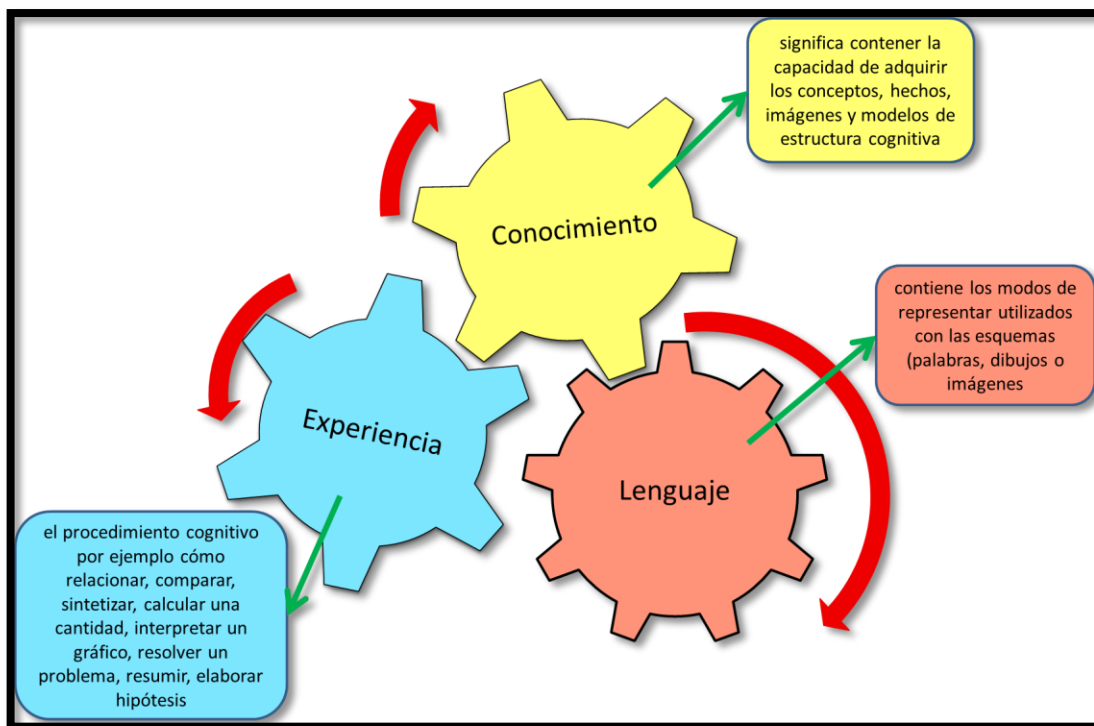 significa contener la
capacidad de adquirir
los conceptos, hechos,
imágenes y modelos de
estructura cognitiva
Conocimiento
contiene los modos de
representar utilizados
con las esquemas
(palabras, dibujos o
imágenes
Experiencia
Lenguaje
el procedimiento cognitivo
por ejemplo cómo
relacionar, comparar,
sintetizar, calcular una
cantidad, interpretar un
gráfico, resolver un
problema, resumir, elaborar
hipótesis